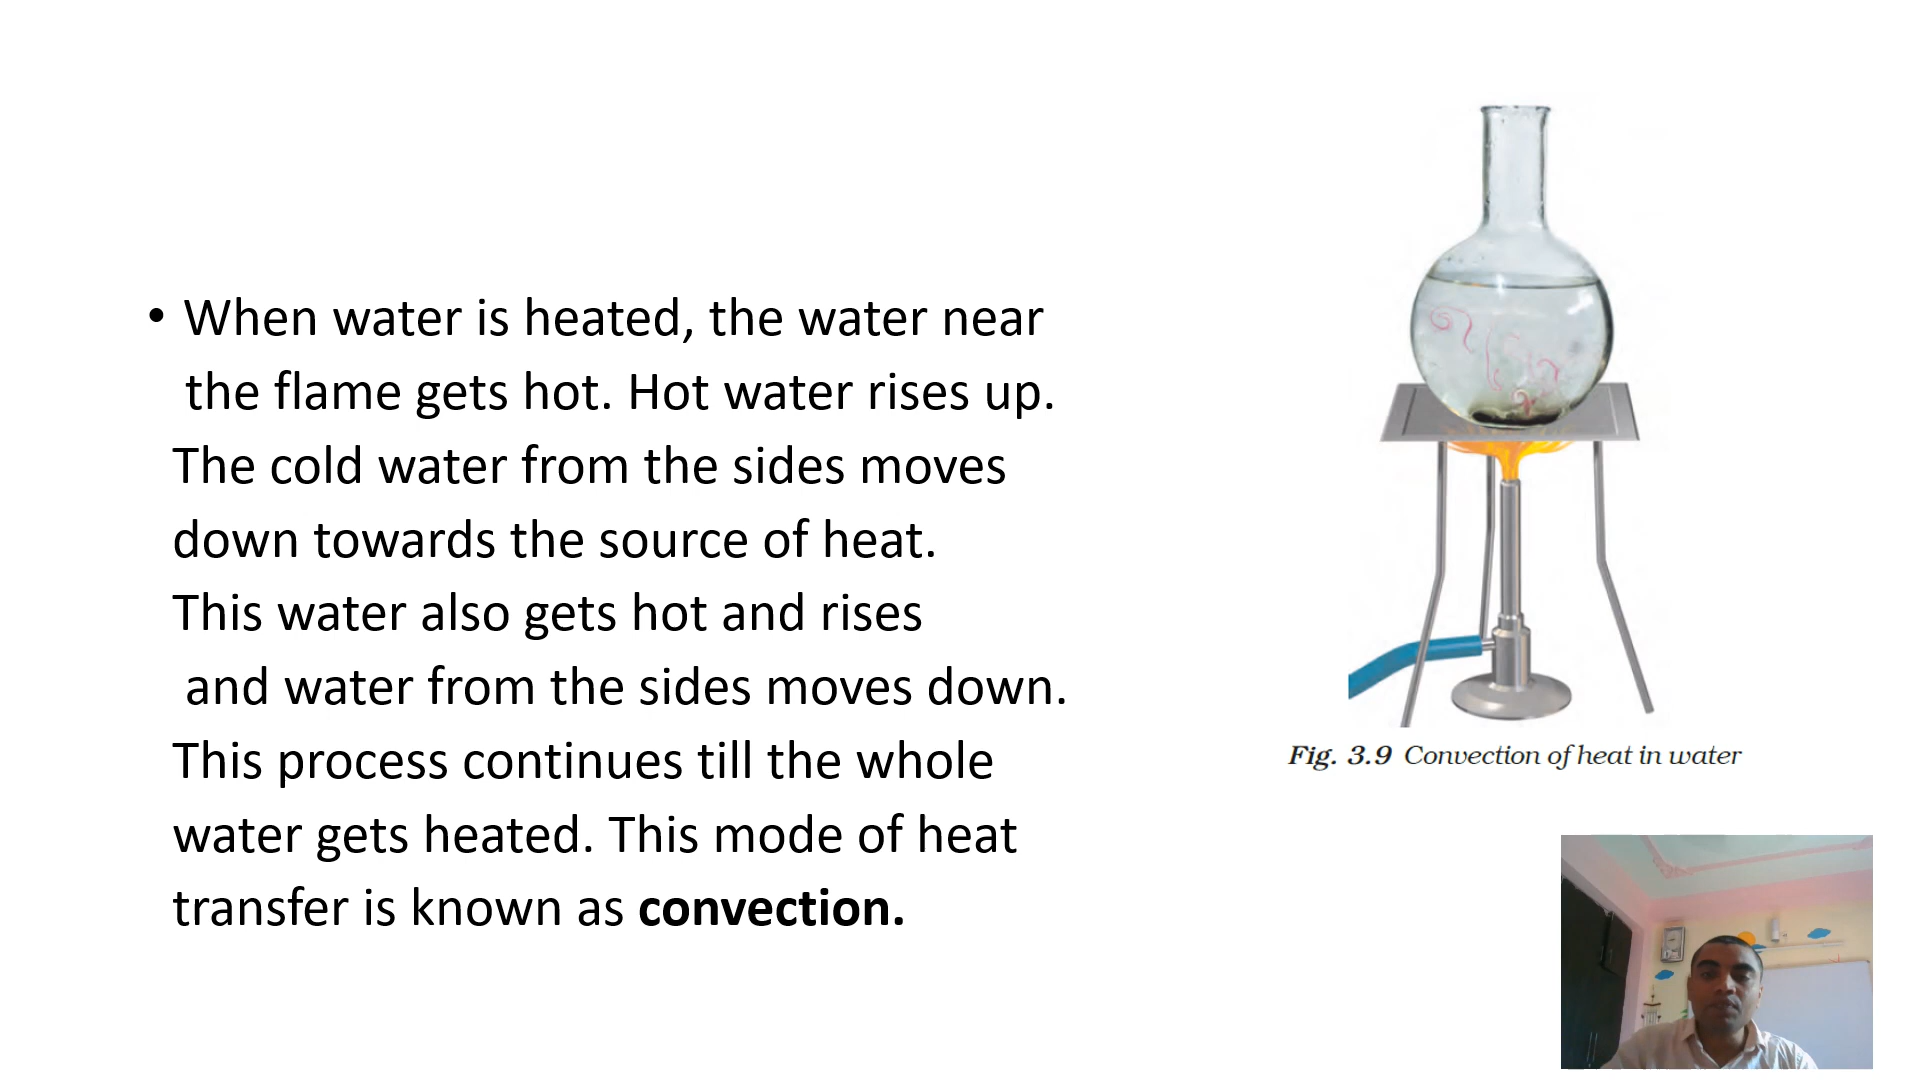 • When water is heated, the water near
the flame gets hot. Hot water rises up.
The cold water from the sides moves
down towards the source of heat.
This water also gets hot and rises
and water from the sides moves down.
This process continues till the whole
water gets heated. This mode of heat
transfer is known as convection.
Fig. 3.9 Convection of heat in water